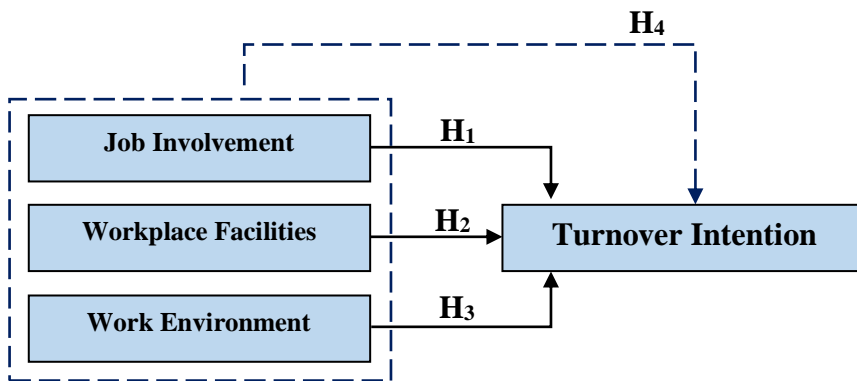 H4
Job Involvement
H1
Workplace Facilities
H2
Turnover Intention
Work Environment
H3